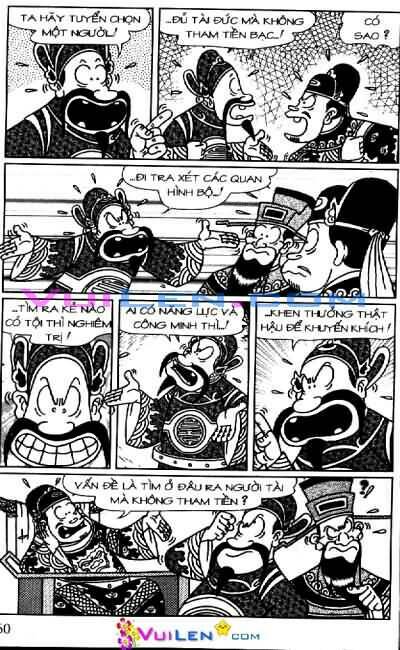 TA HÃY TUYỂN CHỌN
MỘT NGƯỜI..!
...ĐỦ TÀI ĐỨC MÀ KHÔNG
THAM TIỀN BẠC...
CÓ
SAO?
...ĐI TRA XÉT CÁC QUAN
HÌNH BỘ...!
...TÌM RA KẺ NÀO
CÓ TỘI THÌ NGHIÊM
TRỊ!
AI CÓ NĂNG LỰC VÀ
CÔNG MINH THÌ...!
...KHEN THƯỞNG THẬT
HẬU ĐỂ KHUYẾN KHÍCH!
VUILEN.COM
VẤN ĐỀ LÀ TÌM Ở ĐÂU RA NGƯỜI TÀI
MÀ KHÔNG THAM TIỀN?
60
VUILEN.COM